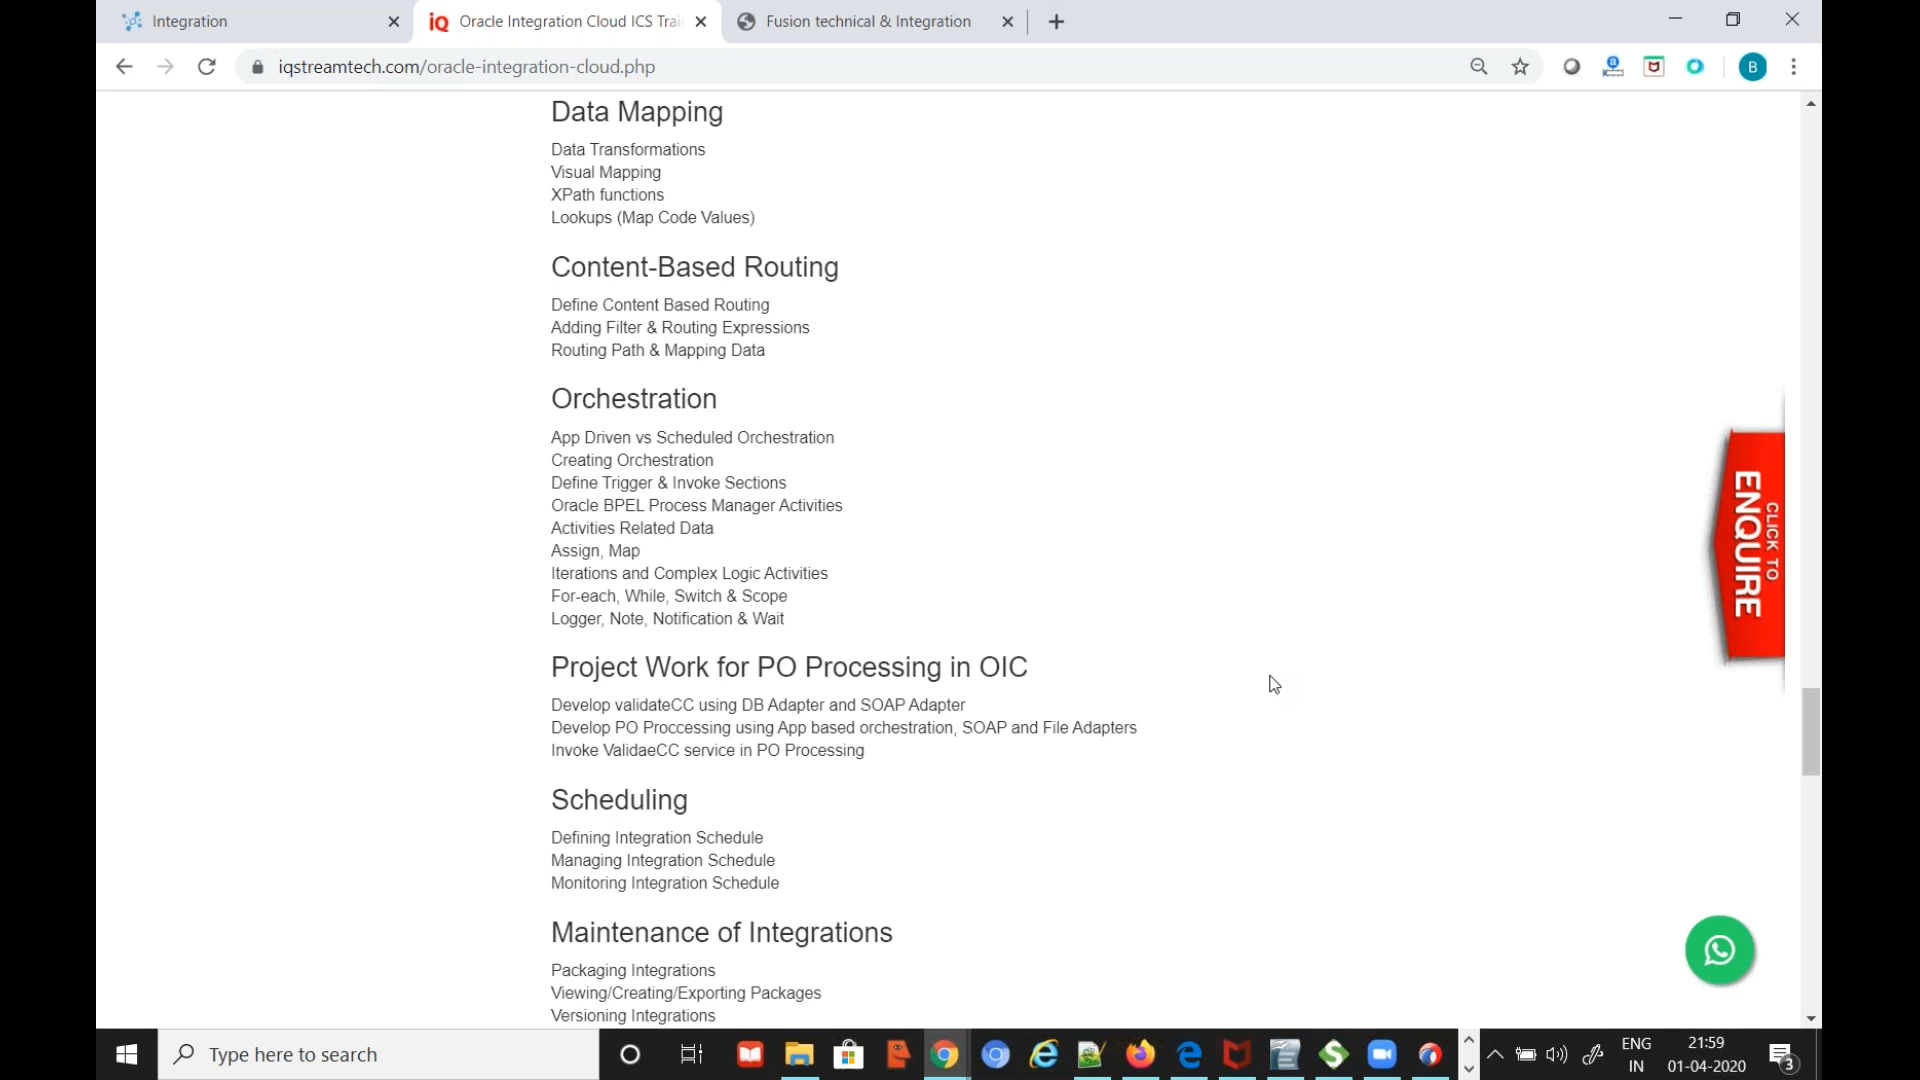 Integration
iQ Oracle Integration Cloud ICS Trai
Fusion technical & Integration
iqstreamtech.com/oracle-integration-cloud.php
B
Data Mapping
Data Transformations
Visual Mapping
XPath functions
Lookups (Map Code Values)
Content-Based Routing
Define Content Based Routing
Adding Filter & Routing Expressions
Routing Path & Mapping Data
Orchestration
App Driven vs Scheduled Orchestration
Creating Orchestration
Define Trigger & Invoke Sections
Oracle BPEL Process Manager Activities
Activities Related Data
Assign, Map
Iterations and Complex Logic Activities
For-each, While, Switch & Scope
Logger, Note, Notification & Wait
CLICK TO
ENQUIRE
Project Work for PO Processing in OIC
Develop validateCC using DB Adapter and SOAP Adapter
Develop PO Proccessing using App based orchestration, SOAP and File Adapters
Invoke ValidaeCC service in PO Processing
Scheduling
Defining Integration Schedule
Managing Integration Schedule
Monitoring Integration Schedule
Maintenance of Integrations
Packaging Integrations
Viewing/Creating/Exporting Packages
Versioning Integrations
Type here to search
ENG
IN
21:59
01-04-2020
3